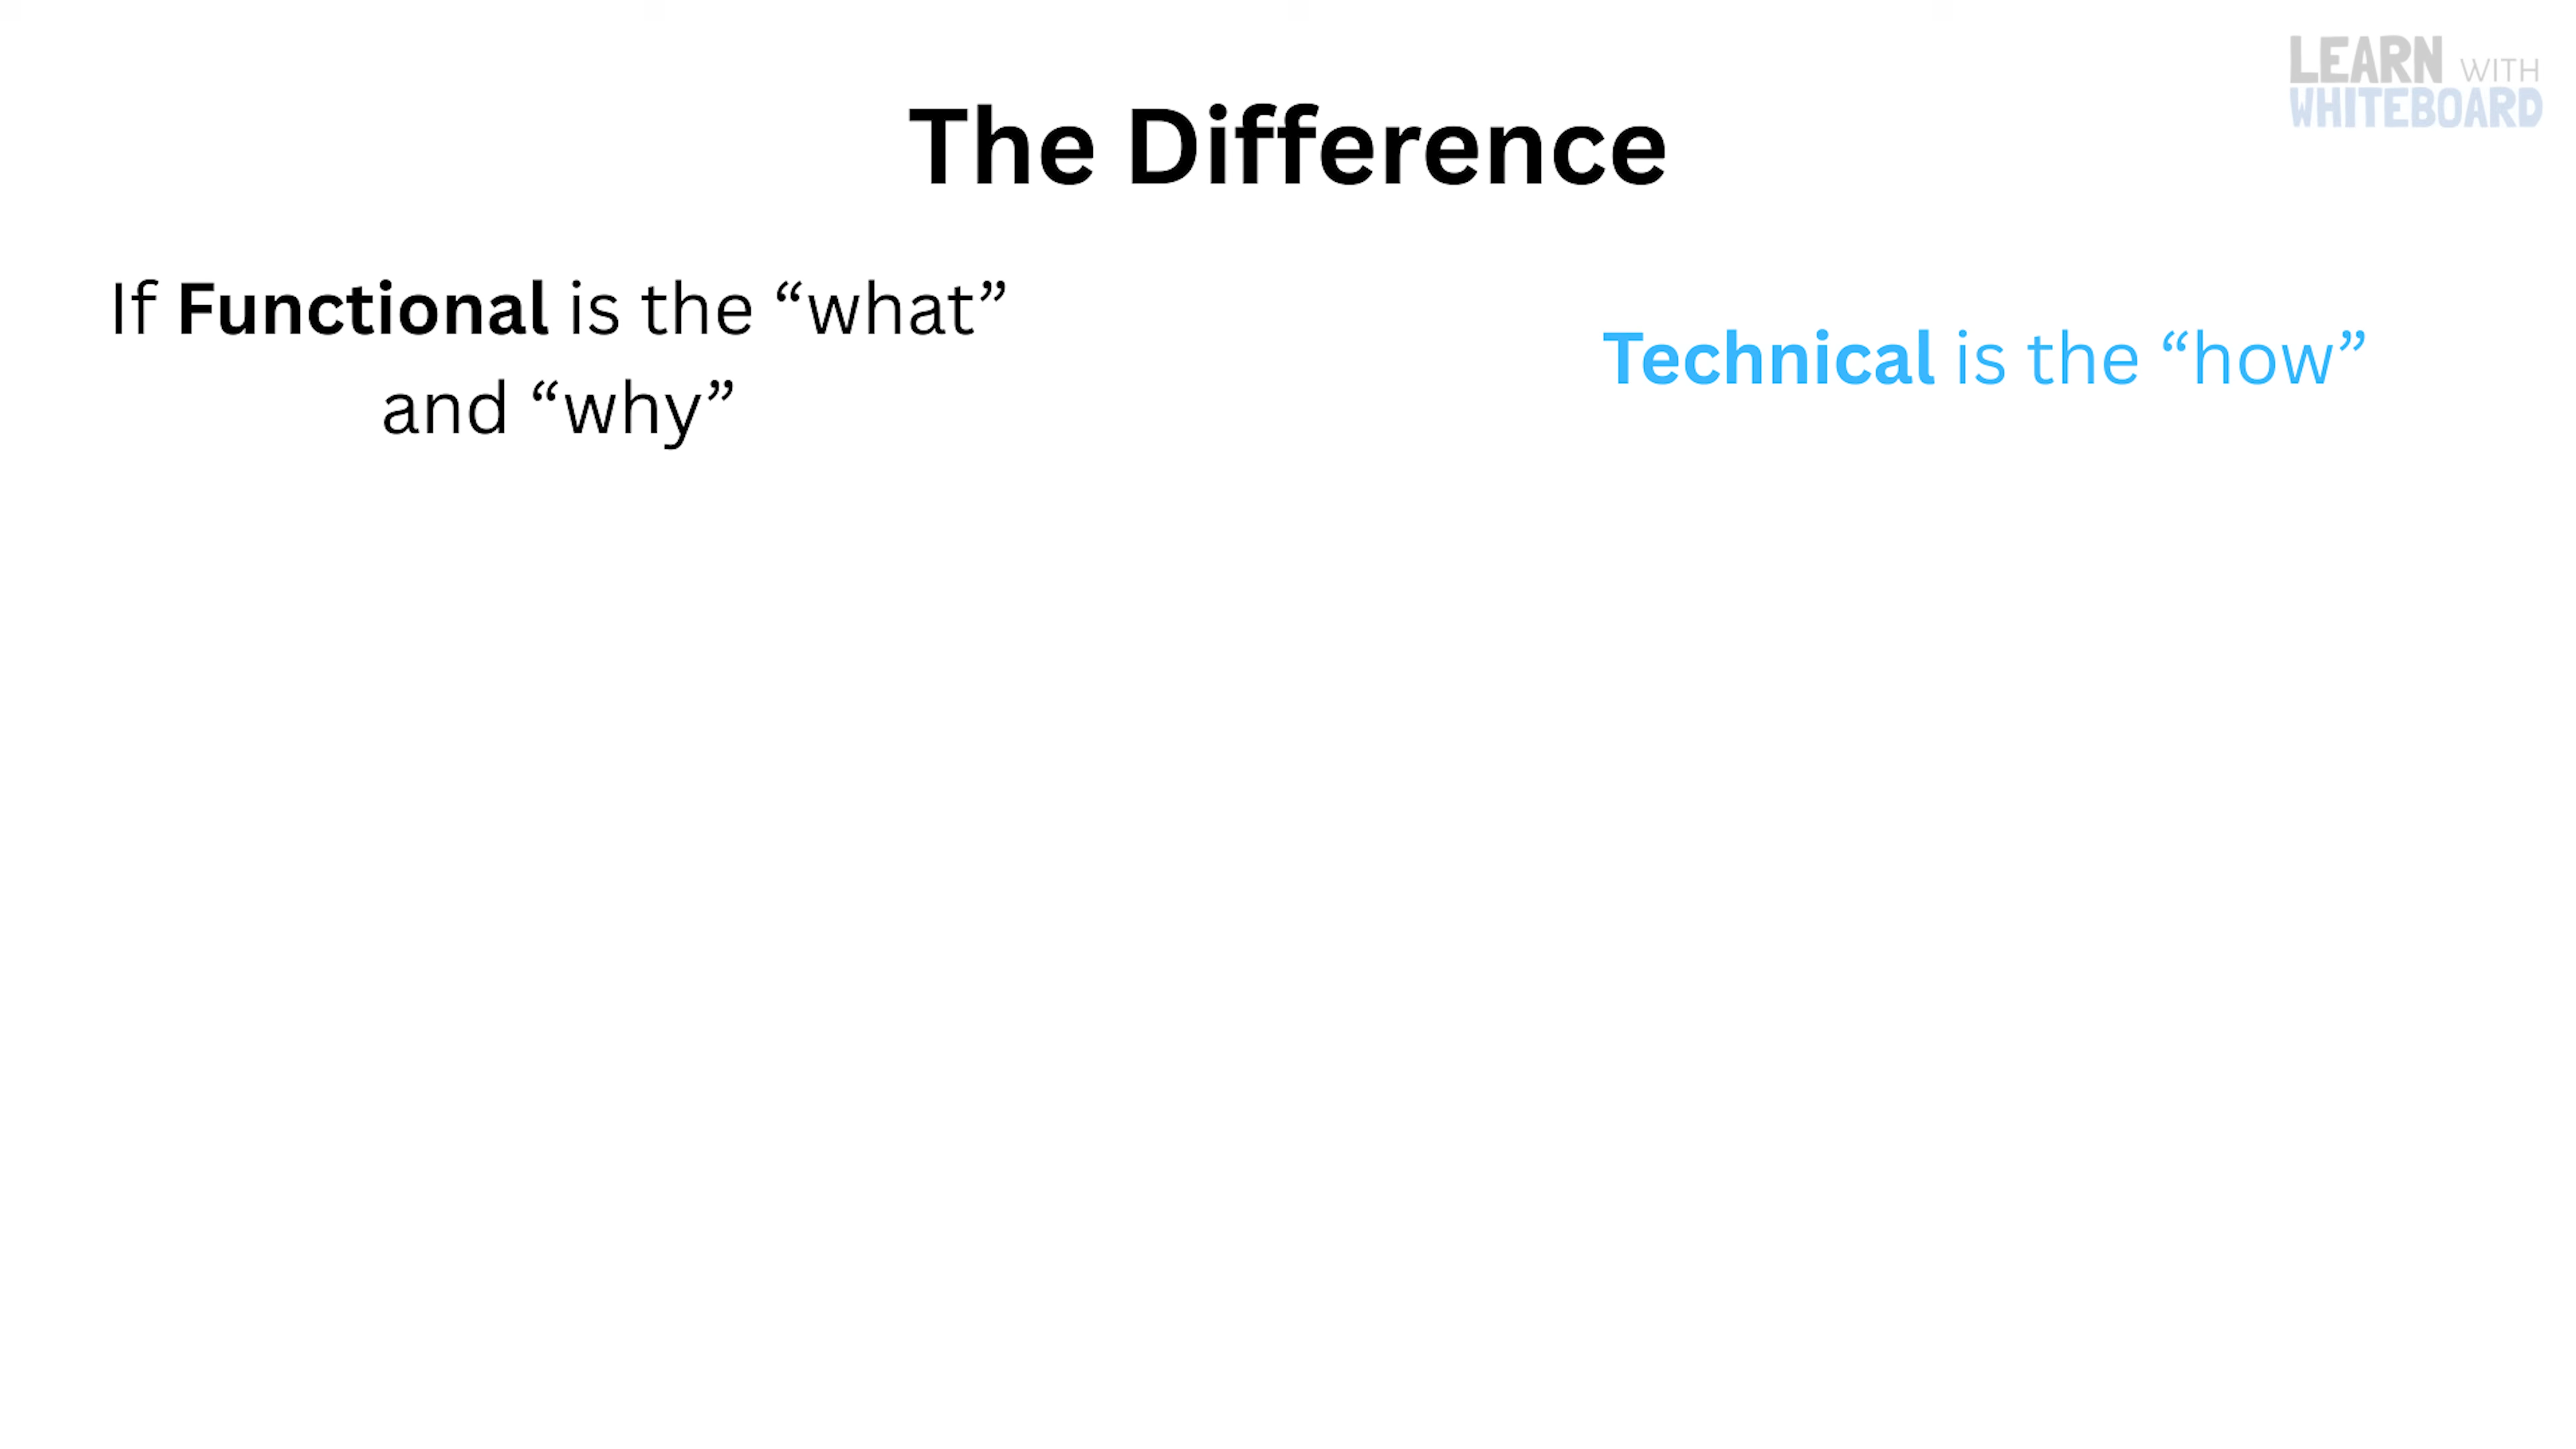 LEARN WITH
WHITEBOARD
The Difference
If Functional is the “what”
and “why”
Technical is the “how”